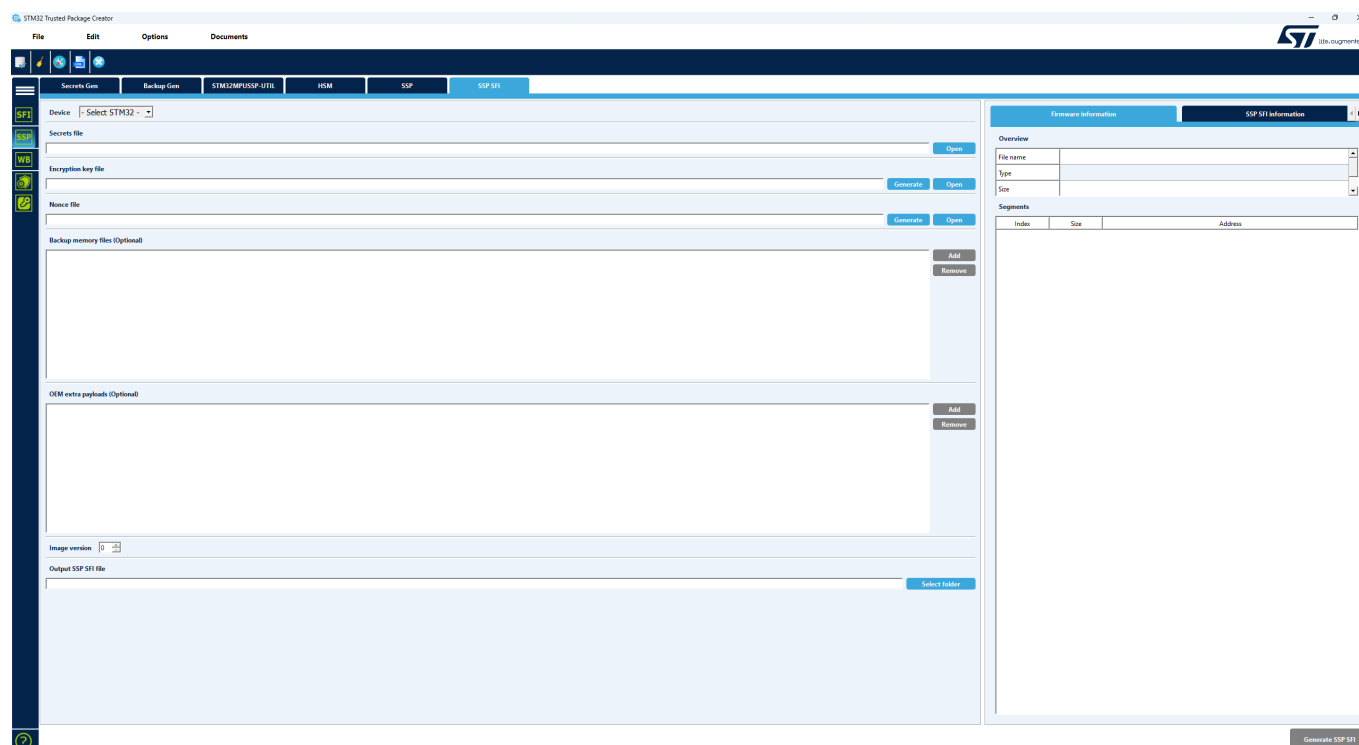 STM32 Trusted Package Creator
File Edit Options Documents
ST life.augmente
Secrets Gen Backup Gen STM32MPUSSP-UTIL HSM SSP SSP SFI
SFI
SSP
WB
Device - Select STM32 -
Secrets file
Open
Encryption key file
Generate Open
Nonce file
Generate Open
Backup memory files (Optional)
Add
Remove
OEM extra payloads (Optional)
Add
Remove
Image version 0
Output SSP SFI file
Select folder
Firmware information SSP SFI information
Overview
File name
Type
Size
Segments
Index Size Address
Generate SSP SFI